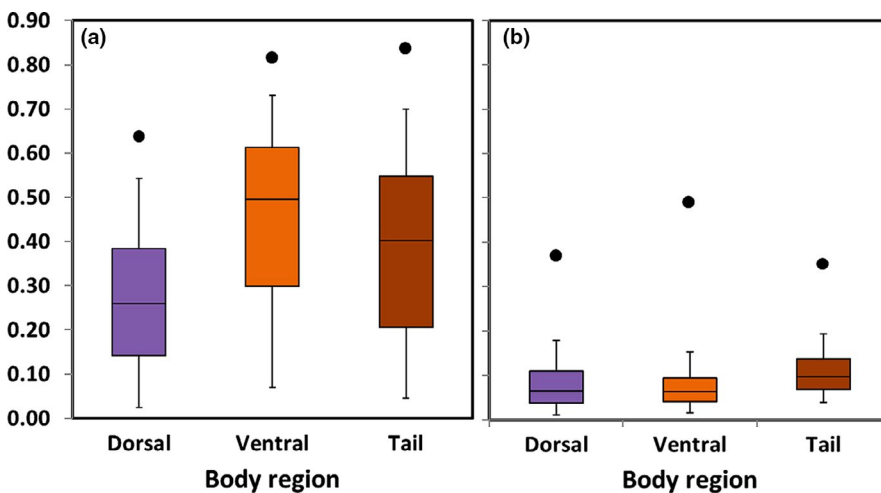 0.90
(a)
(b)
0.80
0.70
0.60
0.50
0.40
0.30
0.20
0.10
0.00
Dorsal Ventral Tail
Dorsal Ventral Tail
Body region
Body region